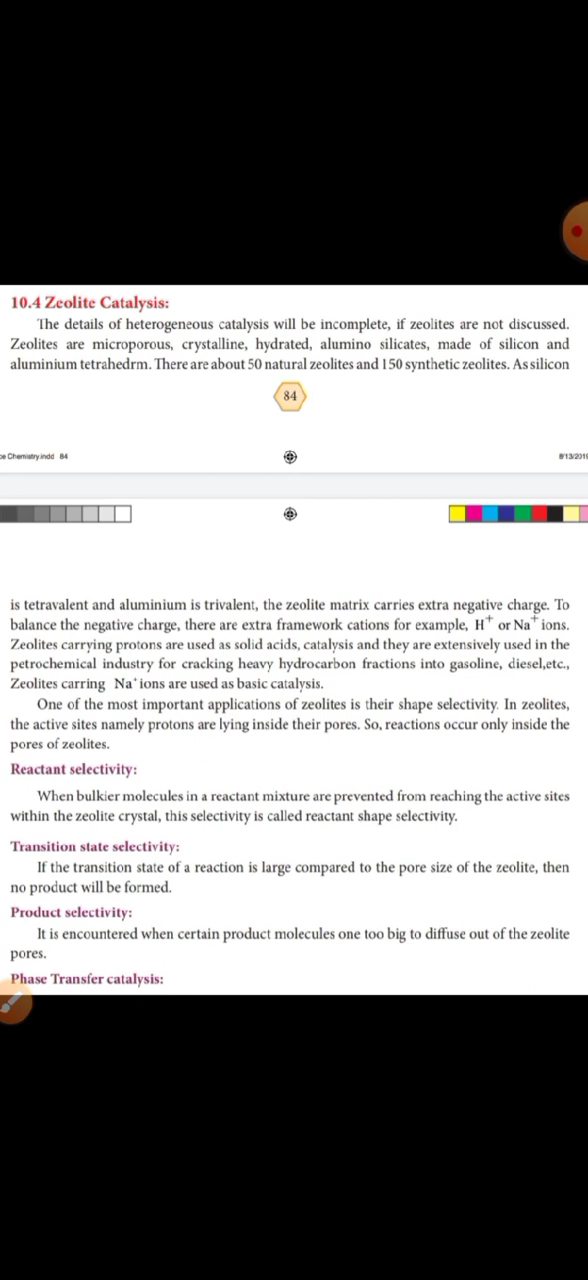 10.4 Zeolite Catalysis:
The details of heterogeneous catalysis will be incomplete, if zeolites are not discussed.
Zeolites are microporous, crystalline, hydrated, alumino silicates, made of silicon and
aluminium tetrahedrm. There are about 50 natural zeolites and 150 synthetic zeolites. As silicon
84
ce Chemistry.indd 84
8/13/2019
is tetravalent and aluminium is trivalent, the zeolite matrix carries extra negative charge. To
balance the negative charge, there are extra framework cations for example, H⁺ or Na⁺ ions.
Zeolites carrying protons are used as solid acids, catalysis and they are extensively used in the
petrochemical industry for cracking heavy hydrocarbon fractions into gasoline, diesel,etc.,
Zeolites carring Na⁺ ions are used as basic catalysis.
One of the most important applications of zeolites is their shape selectivity. In zeolites,
the active sites namely protons are lying inside their pores. So, reactions occur only inside the
pores of zeolites.
Reactant selectivity:
When bulkier molecules in a reactant mixture are prevented from reaching the active sites
within the zeolite crystal, this selectivity is called reactant shape selectivity.
Transition state selectivity:
If the transition state of a reaction is large compared to the pore size of the zeolite, then
no product will be formed.
Product selectivity:
It is encountered when certain product molecules one too big to diffuse out of the zeolite
pores.
Phase Transfer catalysis: